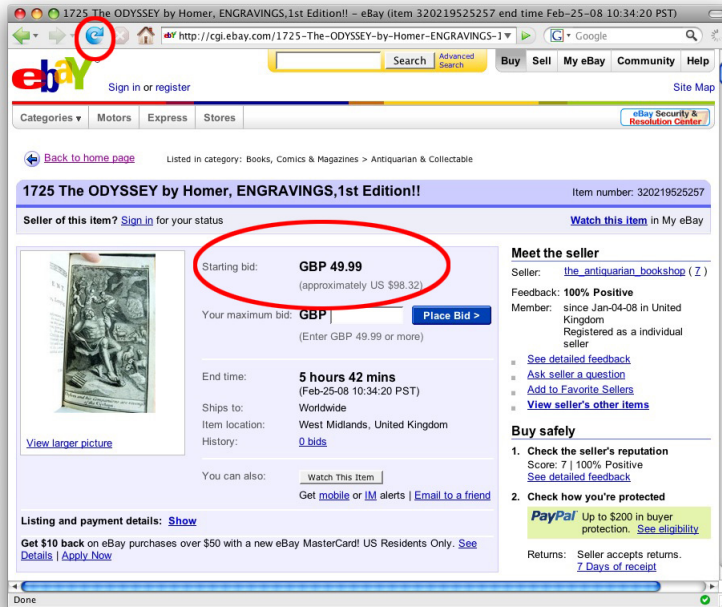 1725 The ODYSSEY by Homer, ENGRAVINGS,1st Edition!! – eBay (item 320219525257 end time Feb-25-08 10:34:20 PST)
http://cgi.ebay.com/1725-The-ODYSSEY-by-Homer-ENGRAVINGS-1
Google
ebY
Sign in or register
Search
Advanced Search
Buy Sell My eBay Community Help
Site Map
Categories ▾ Motors Express Stores
eBay Security &
Resolution Center
Back to home page
Listed in category: Books, Comics & Magazines > Antiquarian & Collectable
1725 The ODYSSEY by Homer, ENGRAVINGS,1st Edition!!
Item number: 320219525257
Seller of this item? Sign in for your status
Watch this item in My eBay
Starting bid: GBP 49.99
(approximately US $98.32)
Your maximum bid: GBP Place Bid >
(Enter GBP 49.99 or more)
End time: 5 hours 42 mins
(Feb-25-08 10:34:20 PST)
Ships to: Worldwide
Item location: West Midlands, United Kingdom
History: 0 bids
You can also: Watch This Item
Get mobile or IM alerts | Email to a friend
View larger picture
Listing and payment details: Show
Get $10 back on eBay purchases over $50 with a new eBay MasterCard! US Residents Only. See
Details | Apply Now
Meet the seller
Seller: the_antiquarian_bookshop ( 7 )
Feedback: 100% Positive
Member: since Jan-04-08 in United
Kingdom
Registered as a individual
seller
See detailed feedback
Ask seller a question
Add to Favorite Sellers
View seller's other items
Buy safely
1. Check the seller's reputation
Score: 7 | 100% Positive
See detailed feedback
2. Check how you're protected
PayPal Up to $200 in buyer
protection. See eligibility
Returns: Seller accepts returns.
7 Days of receipt
Done